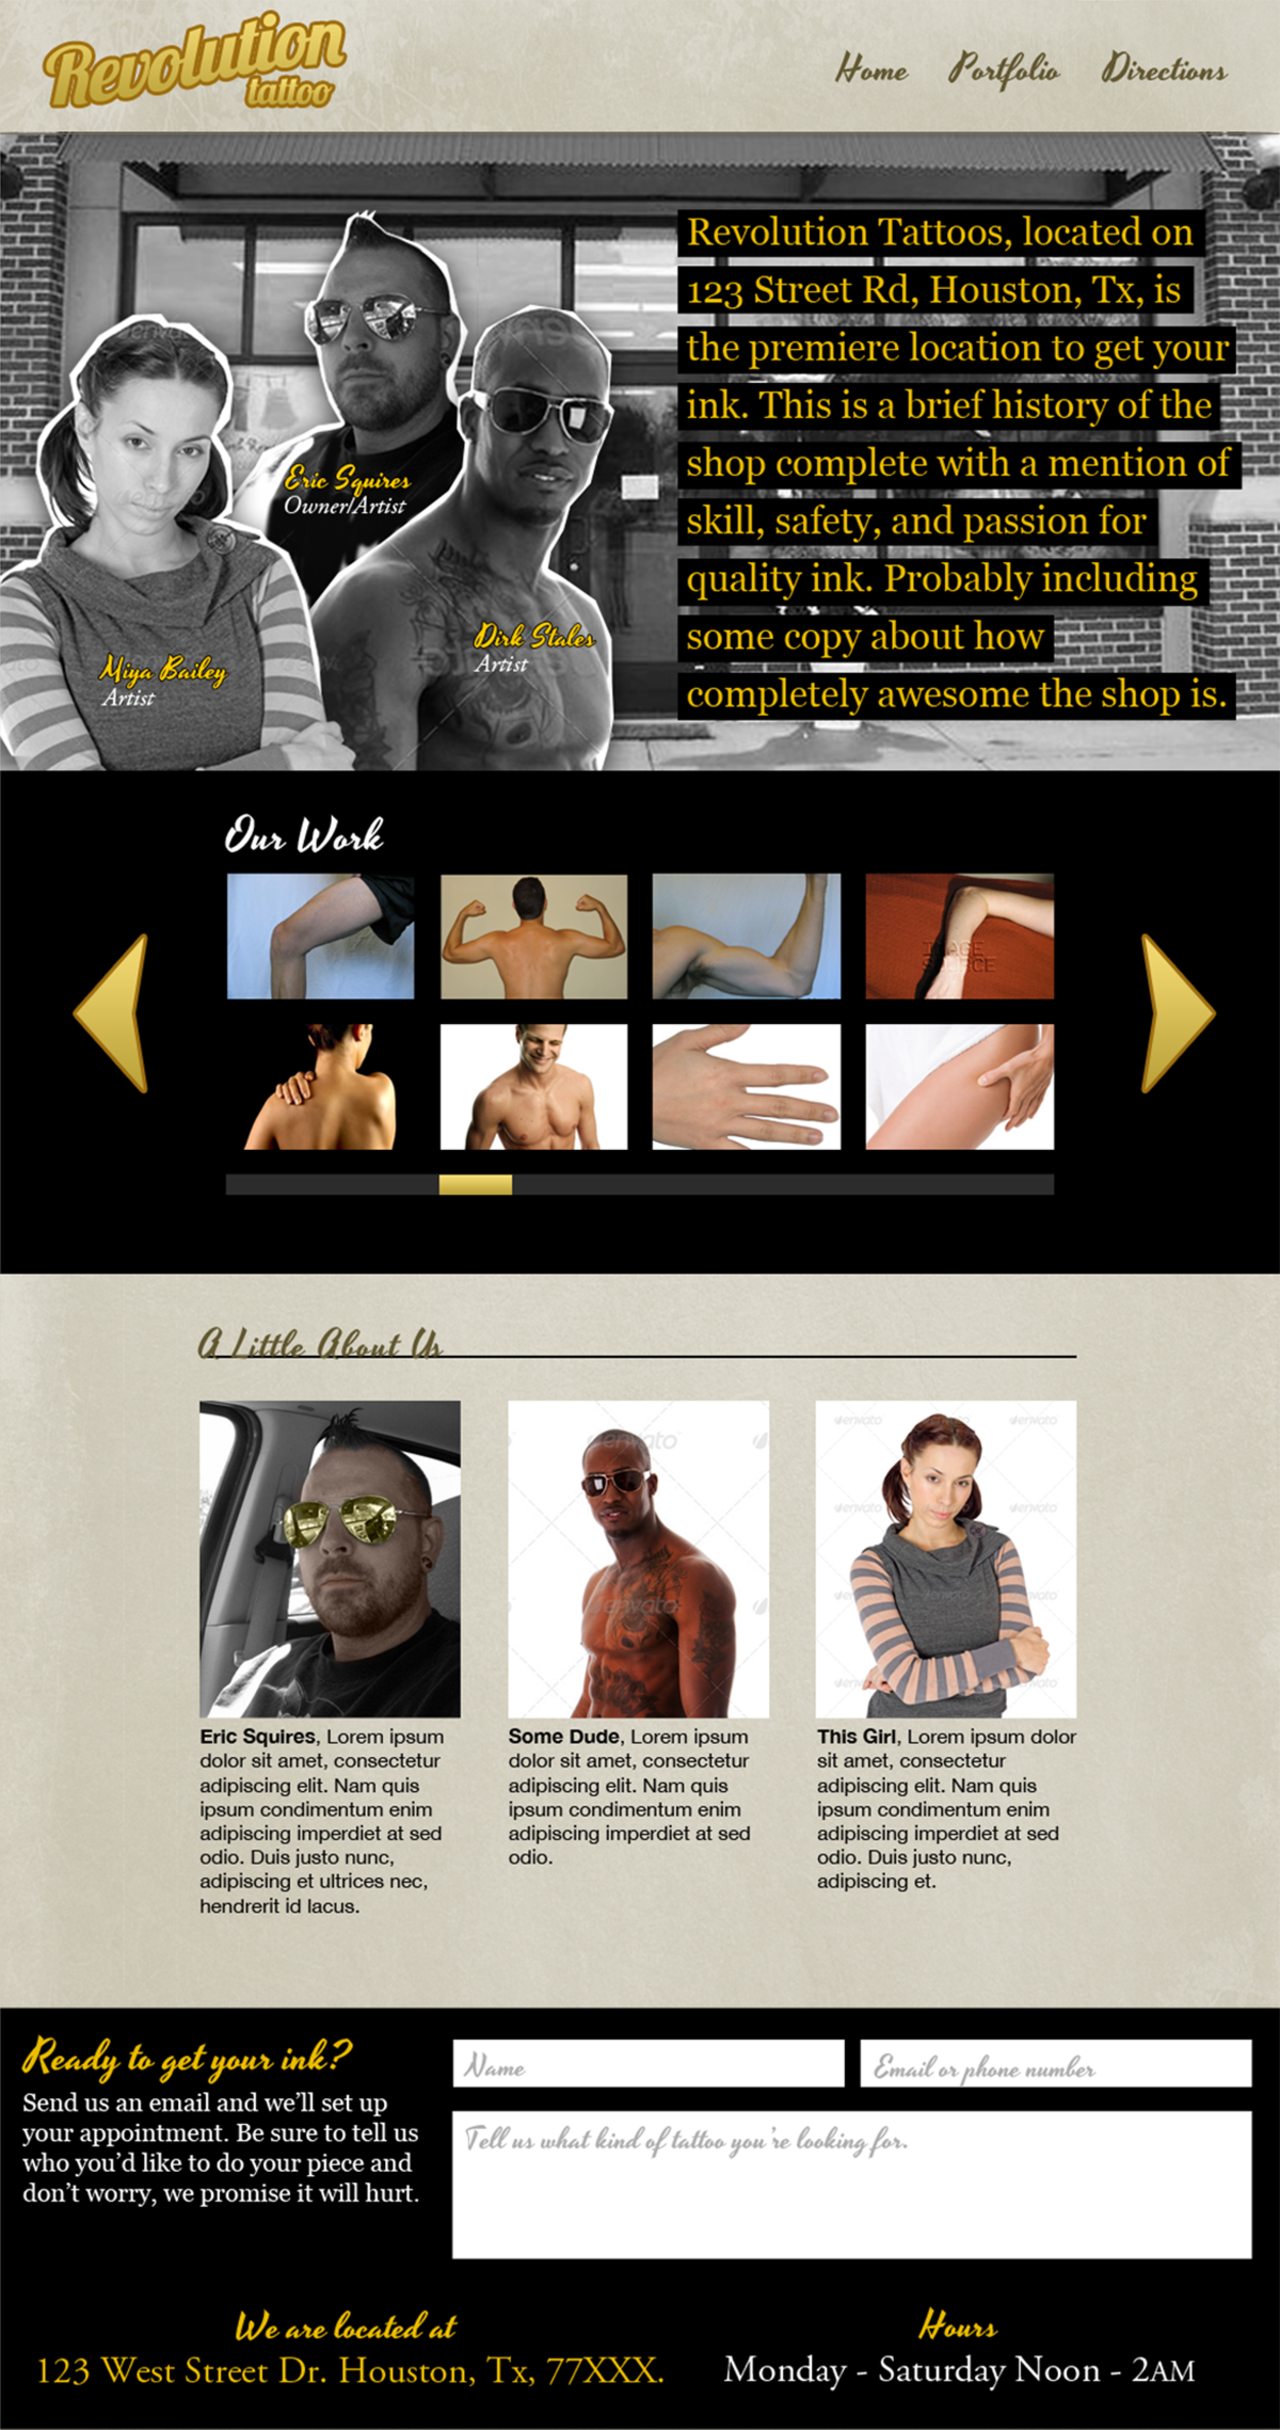 Revolution
tattoo
Home Portfolio Directions
Revolution Tattoos, located on
123 Street Rd, Houston, Tx, is
the premiere location to get your
ink. This is a brief history of the
shop complete with a mention of
skill, safety, and passion for
quality ink. Probably including
some copy about how
completely awesome the shop is.
Eric Squires
Owner/Artist
Dirk Stales
Artist
Miya Bailey
Artist
Our Work
IMAGE
SOURCE
A Little About Us
envato
envato
envato
envato
envato
Eric Squires, Lorem ipsum
dolor sit amet, consectetur
adipiscing elit. Nam quis
ipsum condimentum enim
adipiscing imperdiet at sed
odio. Duis justo nunc,
adipiscing et ultrices nec,
hendrerit id lacus.
Some Dude, Lorem ipsum
dolor sit amet, consectetur
adipiscing elit. Nam quis
ipsum condimentum enim
adipiscing imperdiet at sed
odio.
This Girl, Lorem ipsum dolor
sit amet, consectetur
adipiscing elit. Nam quis
ipsum condimentum enim
adipiscing imperdiet at sed
odio. Duis justo nunc,
adipiscing et.
Ready to get your ink?
Send us an email and we’ll set up
your appointment. Be sure to tell us
who you’d like to do your piece and
don’t worry, we promise it will hurt.
Name
Email or phone number
Tell us what kind of tattoo you’re looking for.
We are located at
123 West Street Dr. Houston, Tx, 77XXX.
Hours
Monday - Saturday Noon - 2AM